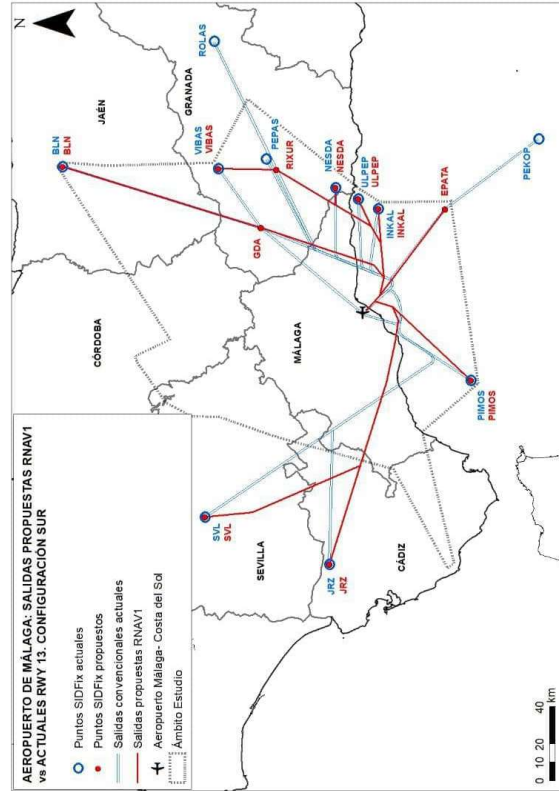 AEROPUERTO DE MÁLAGA: SALIDAS PROPUESTAS RNAV1
vs ACTUALES RWY 13. CONFIGURACIÓN SUR
Puntos SIDFix actuales
Puntos SIDFix propuestos
Salidas convencionales actuales
Salidas propuestas RNAV1
Aeropuerto Málaga- Costa del Sol
Ámbito Estudio
N
JAÉN
BLN
BLN
CÓRDOBA
GRANADA
ROLAS
VIBAS
VIBAS
PEPAS
RIXUR
GDA
NESDA
NESDA
ULPEP
ULPEP
INKAL
INKAL
EPATA
PEKOP
MÁLAGA
SVL
SVL
SEVILLA
JRZ
JRZ
CÁDIZ
PIMOS
PIMOS
0 10 20 40
km